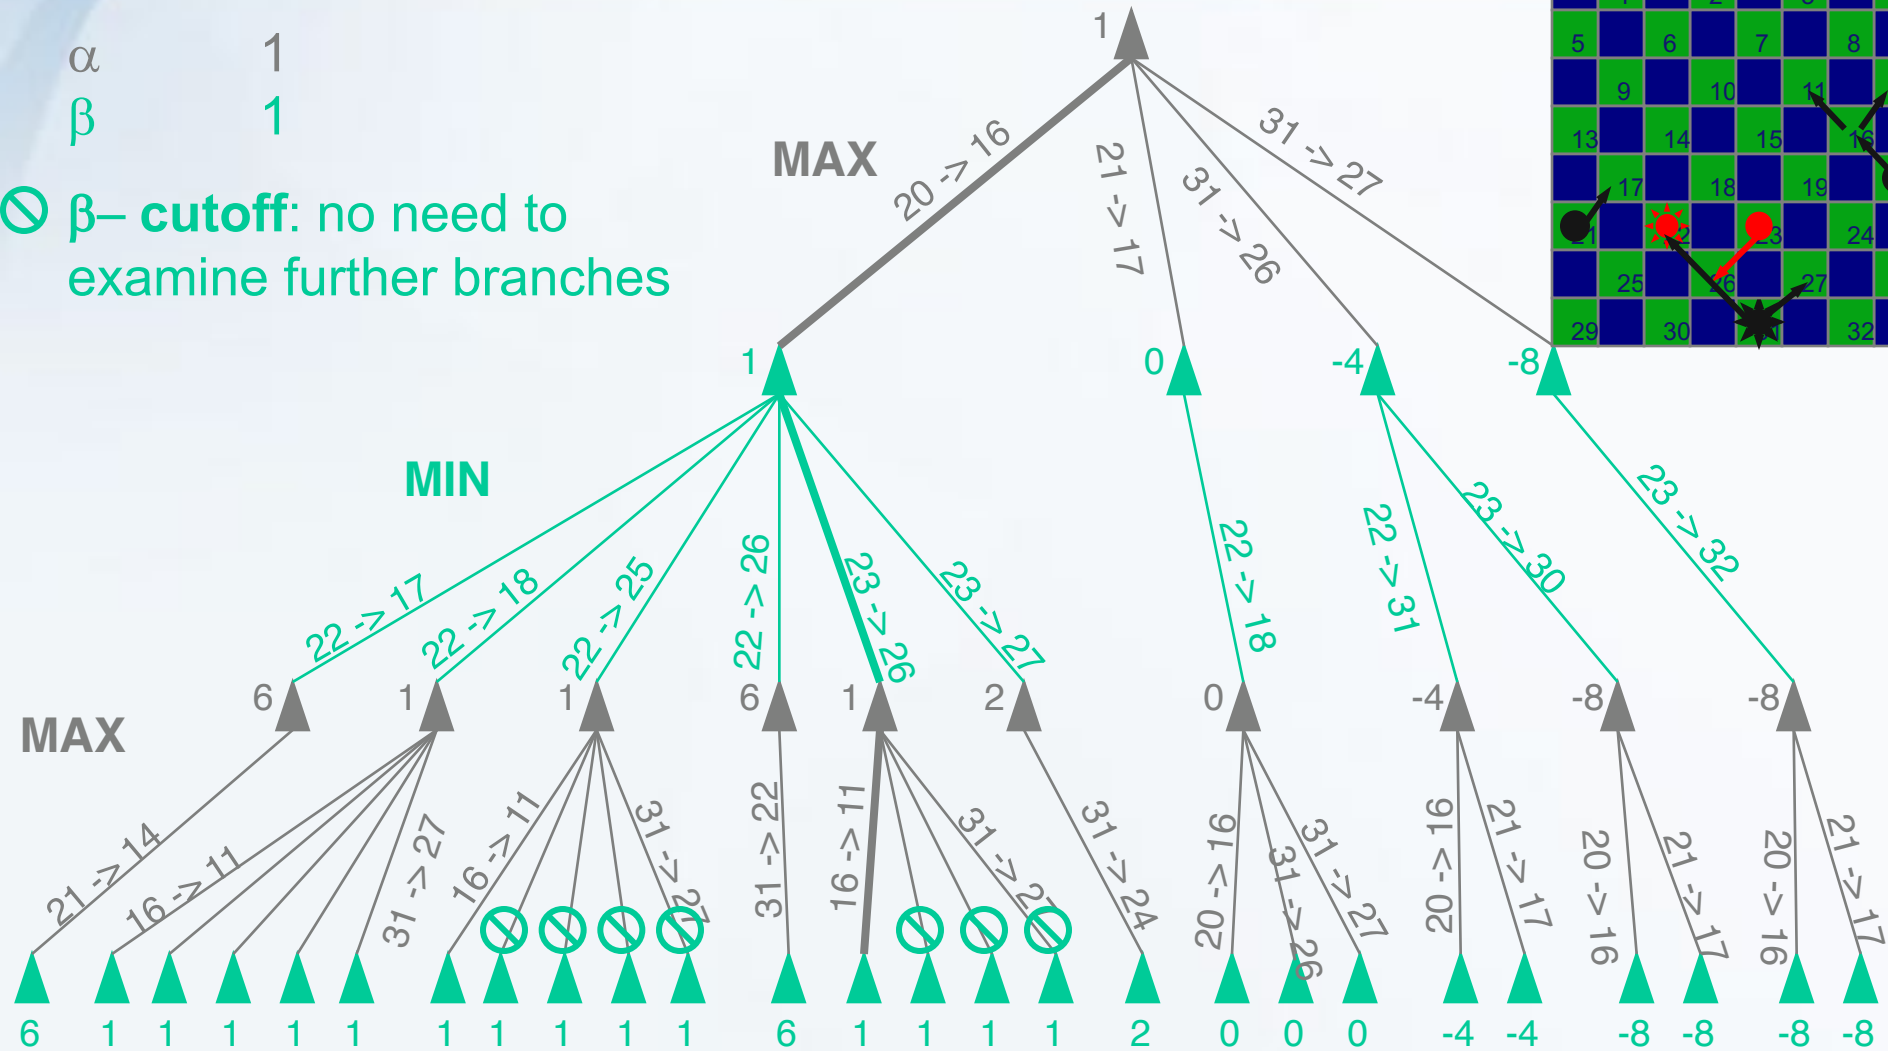 α 1
β 1
β– cutoff: no need to
examine further branches
1
MAX
20 -> 16
21 -> 17
31 -> 26
31 -> 27
1
0
-4
-8
MIN
22 -> 17
22 -> 18
22 -> 25
22 -> 26
23 -> 26
23 -> 27
22 -> 18
22 -> 31
23 -> 30
23 -> 32
MAX
6
1
1
6
1
2
0
-4
-8
-8
21 -> 14
16 -> 11
31 -> 27
16 -> 11
31 -> 27
31 -> 22
16 -> 11
31 -> 27
31 -> 24
20 -> 16
31 -> 26
31 -> 27
20 -> 16
21 -> 17
20 -> 16
21 -> 17
20 -> 16
21 -> 17
6 1 1 1 1 1 1 1 1 1 1 6 1 1 1 1 2 0 0 0 -4 -4 -8 -8 -8 -8
5 6 7 8
9 10 11
13 14 15 16
17 18 19
21 22 23 24
25 26 27
29 30 32